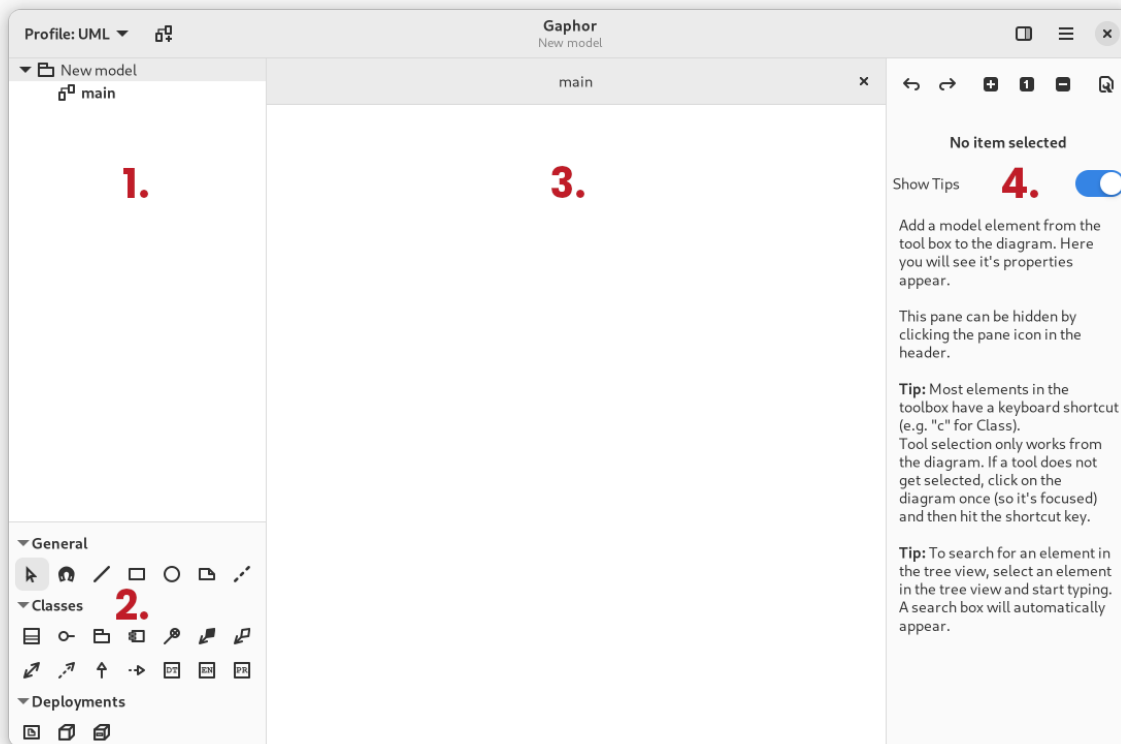 Profile: UML
Gaphor
New model
New model
main
main
1.
3.
No item selected
Show Tips
4.
Add a model element from the
tool box to the diagram. Here
you will see it's properties
appear.
This pane can be hidden by
clicking the pane icon in the
header.
Tip: Most elements in the
toolbox have a keyboard shortcut
(e.g. "c" for Class).
Tool selection only works from
the diagram. If a tool does not
get selected, click on the
diagram once (so it's focused)
and then hit the shortcut key.
Tip: To search for an element in
the tree view, select an element
in the tree view and start typing.
A search box will automatically
appear.
General
Classes
2.
DT EN PR
Deployments